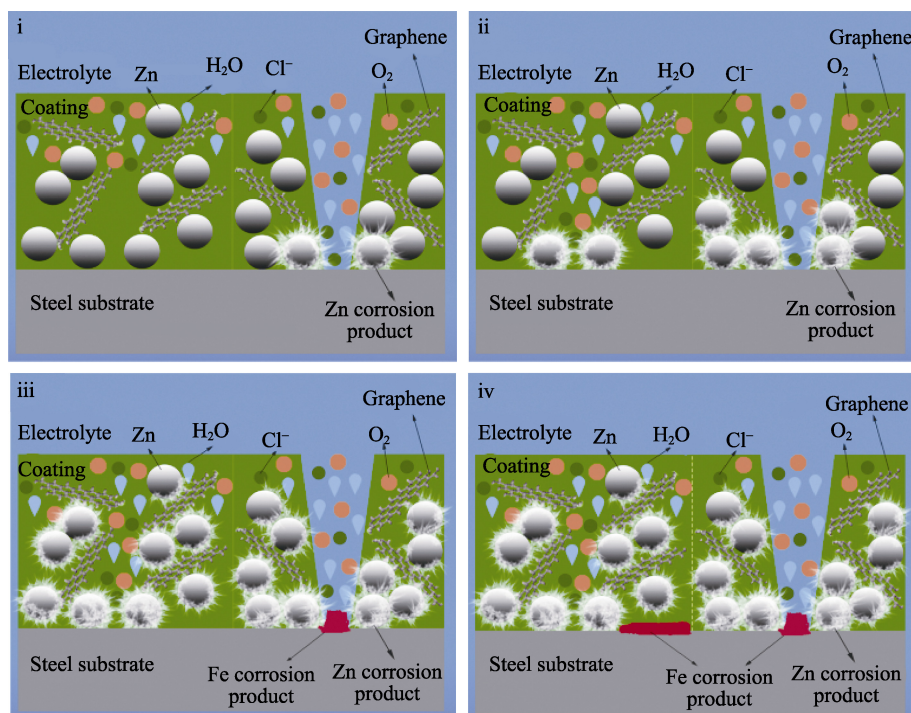 i
Graphene
H₂O
Cl⁻
Electrolyte
Zn
O₂
Coating
Steel substrate
Zn corrosion
product
ii
Graphene
H₂O
Cl⁻
Electrolyte
Zn
O₂
Coating
Steel substrate
Zn corrosion
product
iii
Graphene
Electrolyte
Zn
H₂O
Cl⁻
O₂
Coating
Steel substrate
Fe corrosion
product
Zn corrosion
product
iv
Graphene
Electrolyte
Zn
H₂O
Cl⁻
O₂
Coating
Steel substrate
Fe corrosion
product
Zn corrosion
product